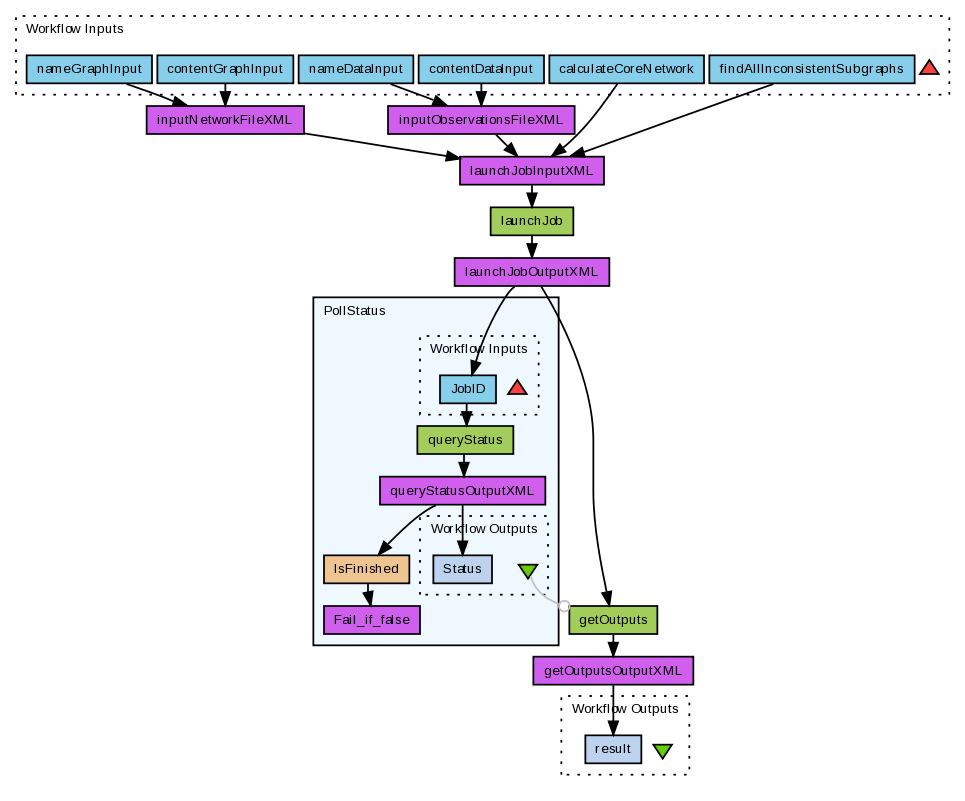 Workflow Inputs
nameGraphInput
contentGraphInput
nameDataInput
contentDataInput
calculateCoreNetwork
findAllInconsistentSubgraphs
inputNetworkFileXML
inputObservationsFileXML
launchJobInputXML
launchJob
launchJobOutputXML
PollStatus
Workflow Inputs
JobID
queryStatus
queryStatusOutputXML
Workflow Outputs
IsFinished
Status
Fail_if_false
getOutputs
getOutputsOutputXML
Workflow Outputs
result